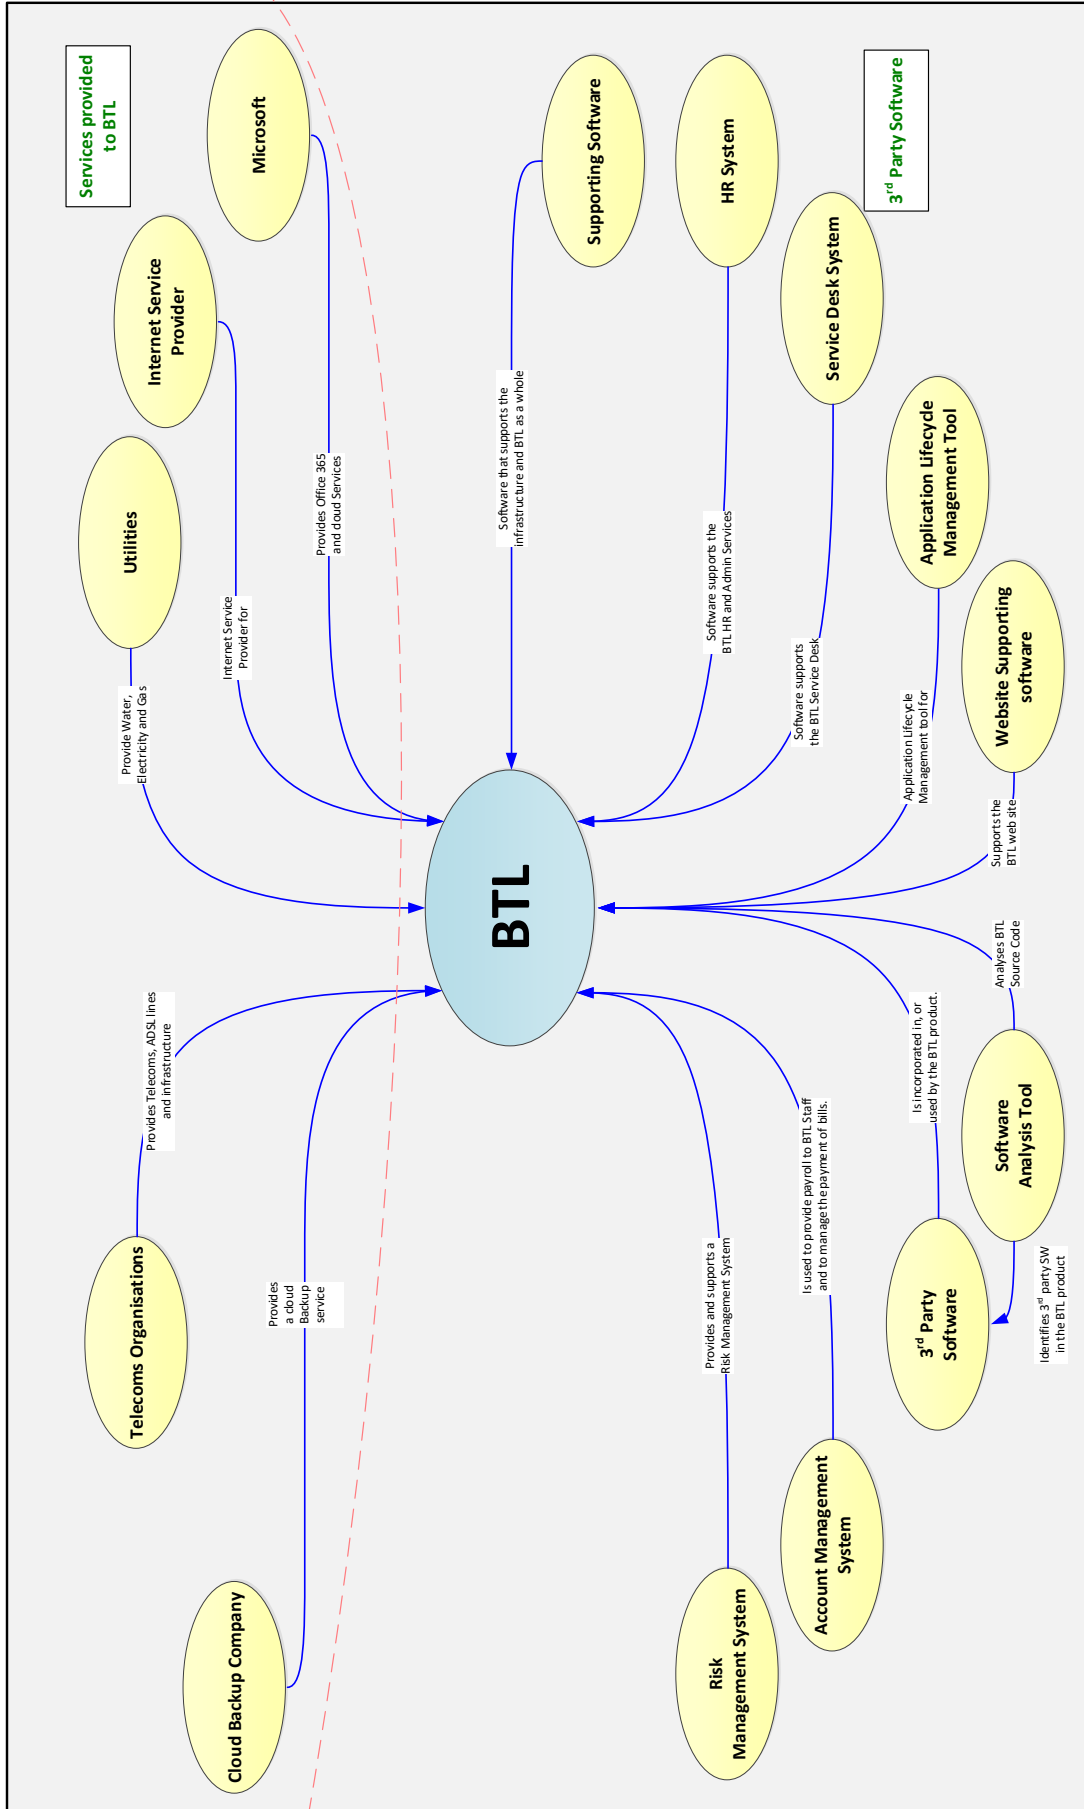 Services provided
to BTL
Telecoms Organisations
Utilities
Internet Service
Provider
Cloud Backup Company
Microsoft
Provides Telecoms, ADSL lines
and infrastructure
Provide Water,
Electricity and Gas
Internet Service
Provider for
Provides
a cloud
Backup
service
Provides Office 365
and cloud Services
BTL
Software that supports the
infrastructure and BTL as a whole
Supporting Software
Provides and supports a
Risk Management System
Software supports the
BTL HR and Admin Services
Risk
Management System
HR System
Is used to provide payroll to BTL Staff
and to manage the payment of bills.
Software supports
the BTL Service Desk
Account Management
System
Service Desk System
3rd Party Software
Is incorporated in, or
used by the BTL product.
Application Lifecycle
Management tool for
3rd Party
Software
Application Lifecycle
Management Tool
Analyses BTL
Source Code
Supports the
BTL web site
Software
Analysis Tool
Website Supporting
software
Identifies 3rd party SW
in the BTL product